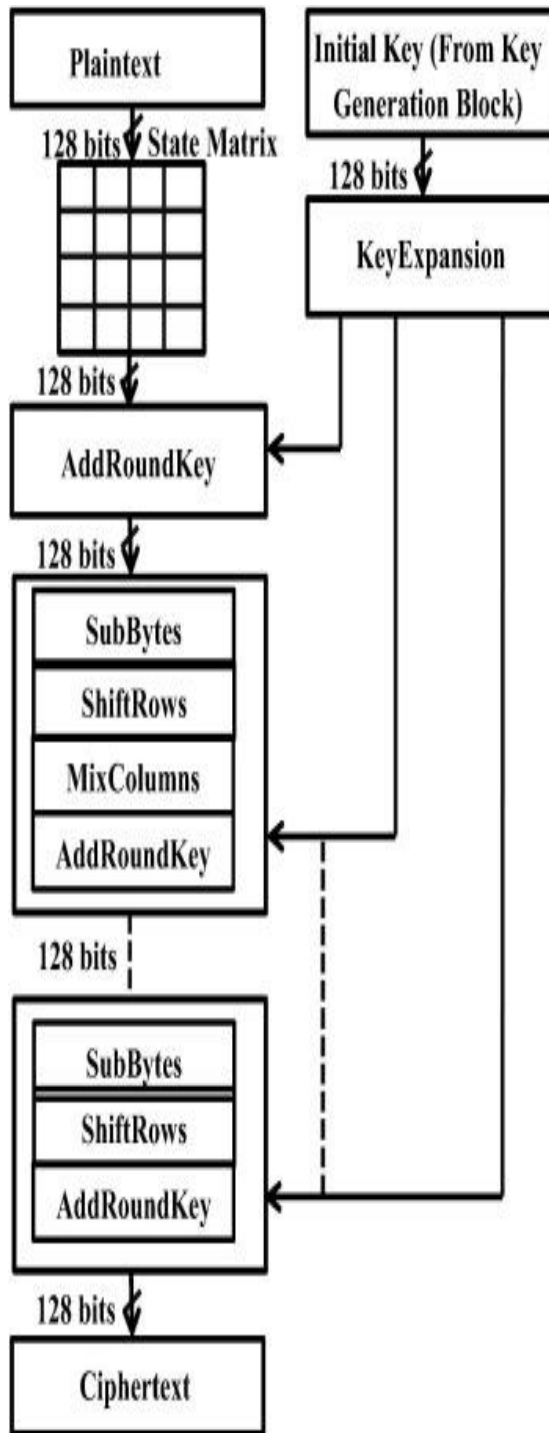 Plaintext
Initial Key (From Key
Generation Block)
128 bits
State Matrix
128 bits
KeyExpansion
128 bits
AddRoundKey
128 bits
SubBytes
ShiftRows
MixColumns
AddRoundKey
128 bits
SubBytes
ShiftRows
AddRoundKey
128 bits
Ciphertext